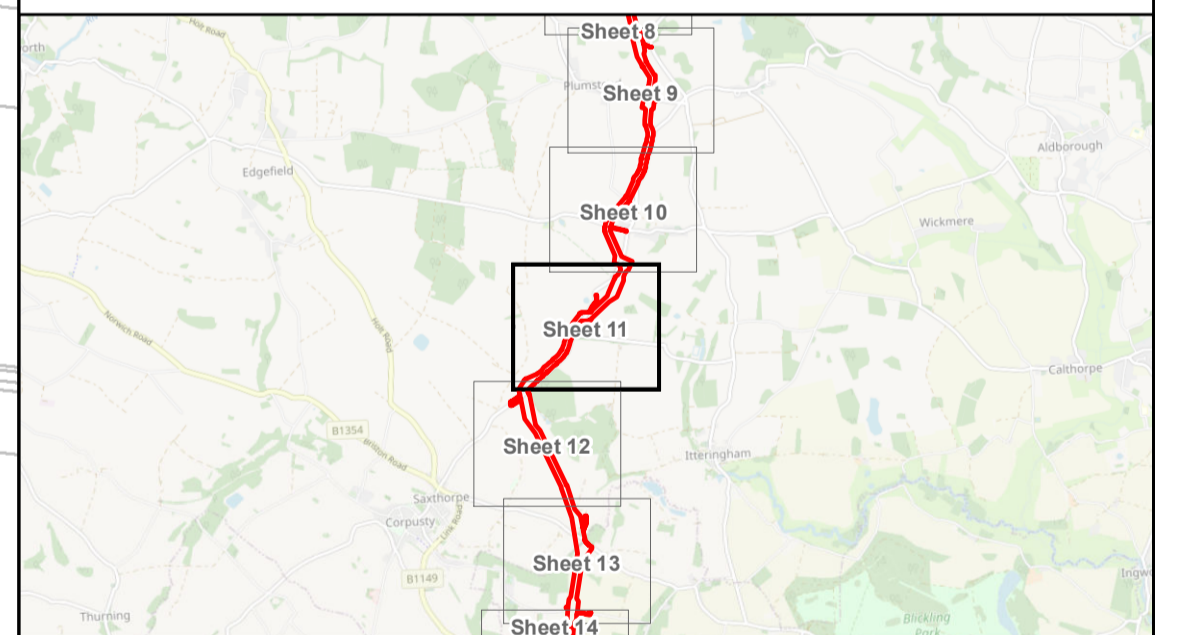 Holt Road
Sheet 8
orth
Plumst
Sheet 9
Aldborough
Edgefield
Sheet 10
Wickmere
Norwich Road
Holt Road
Sheet 11
Calthorpe
B1354
Briston Road
Sheet 12
Itteringham
Saxthorpe
Corpusty
Link Road
Sheet 13
B1149
Ingw
Thurning
Blickling
Park
Sheet 14